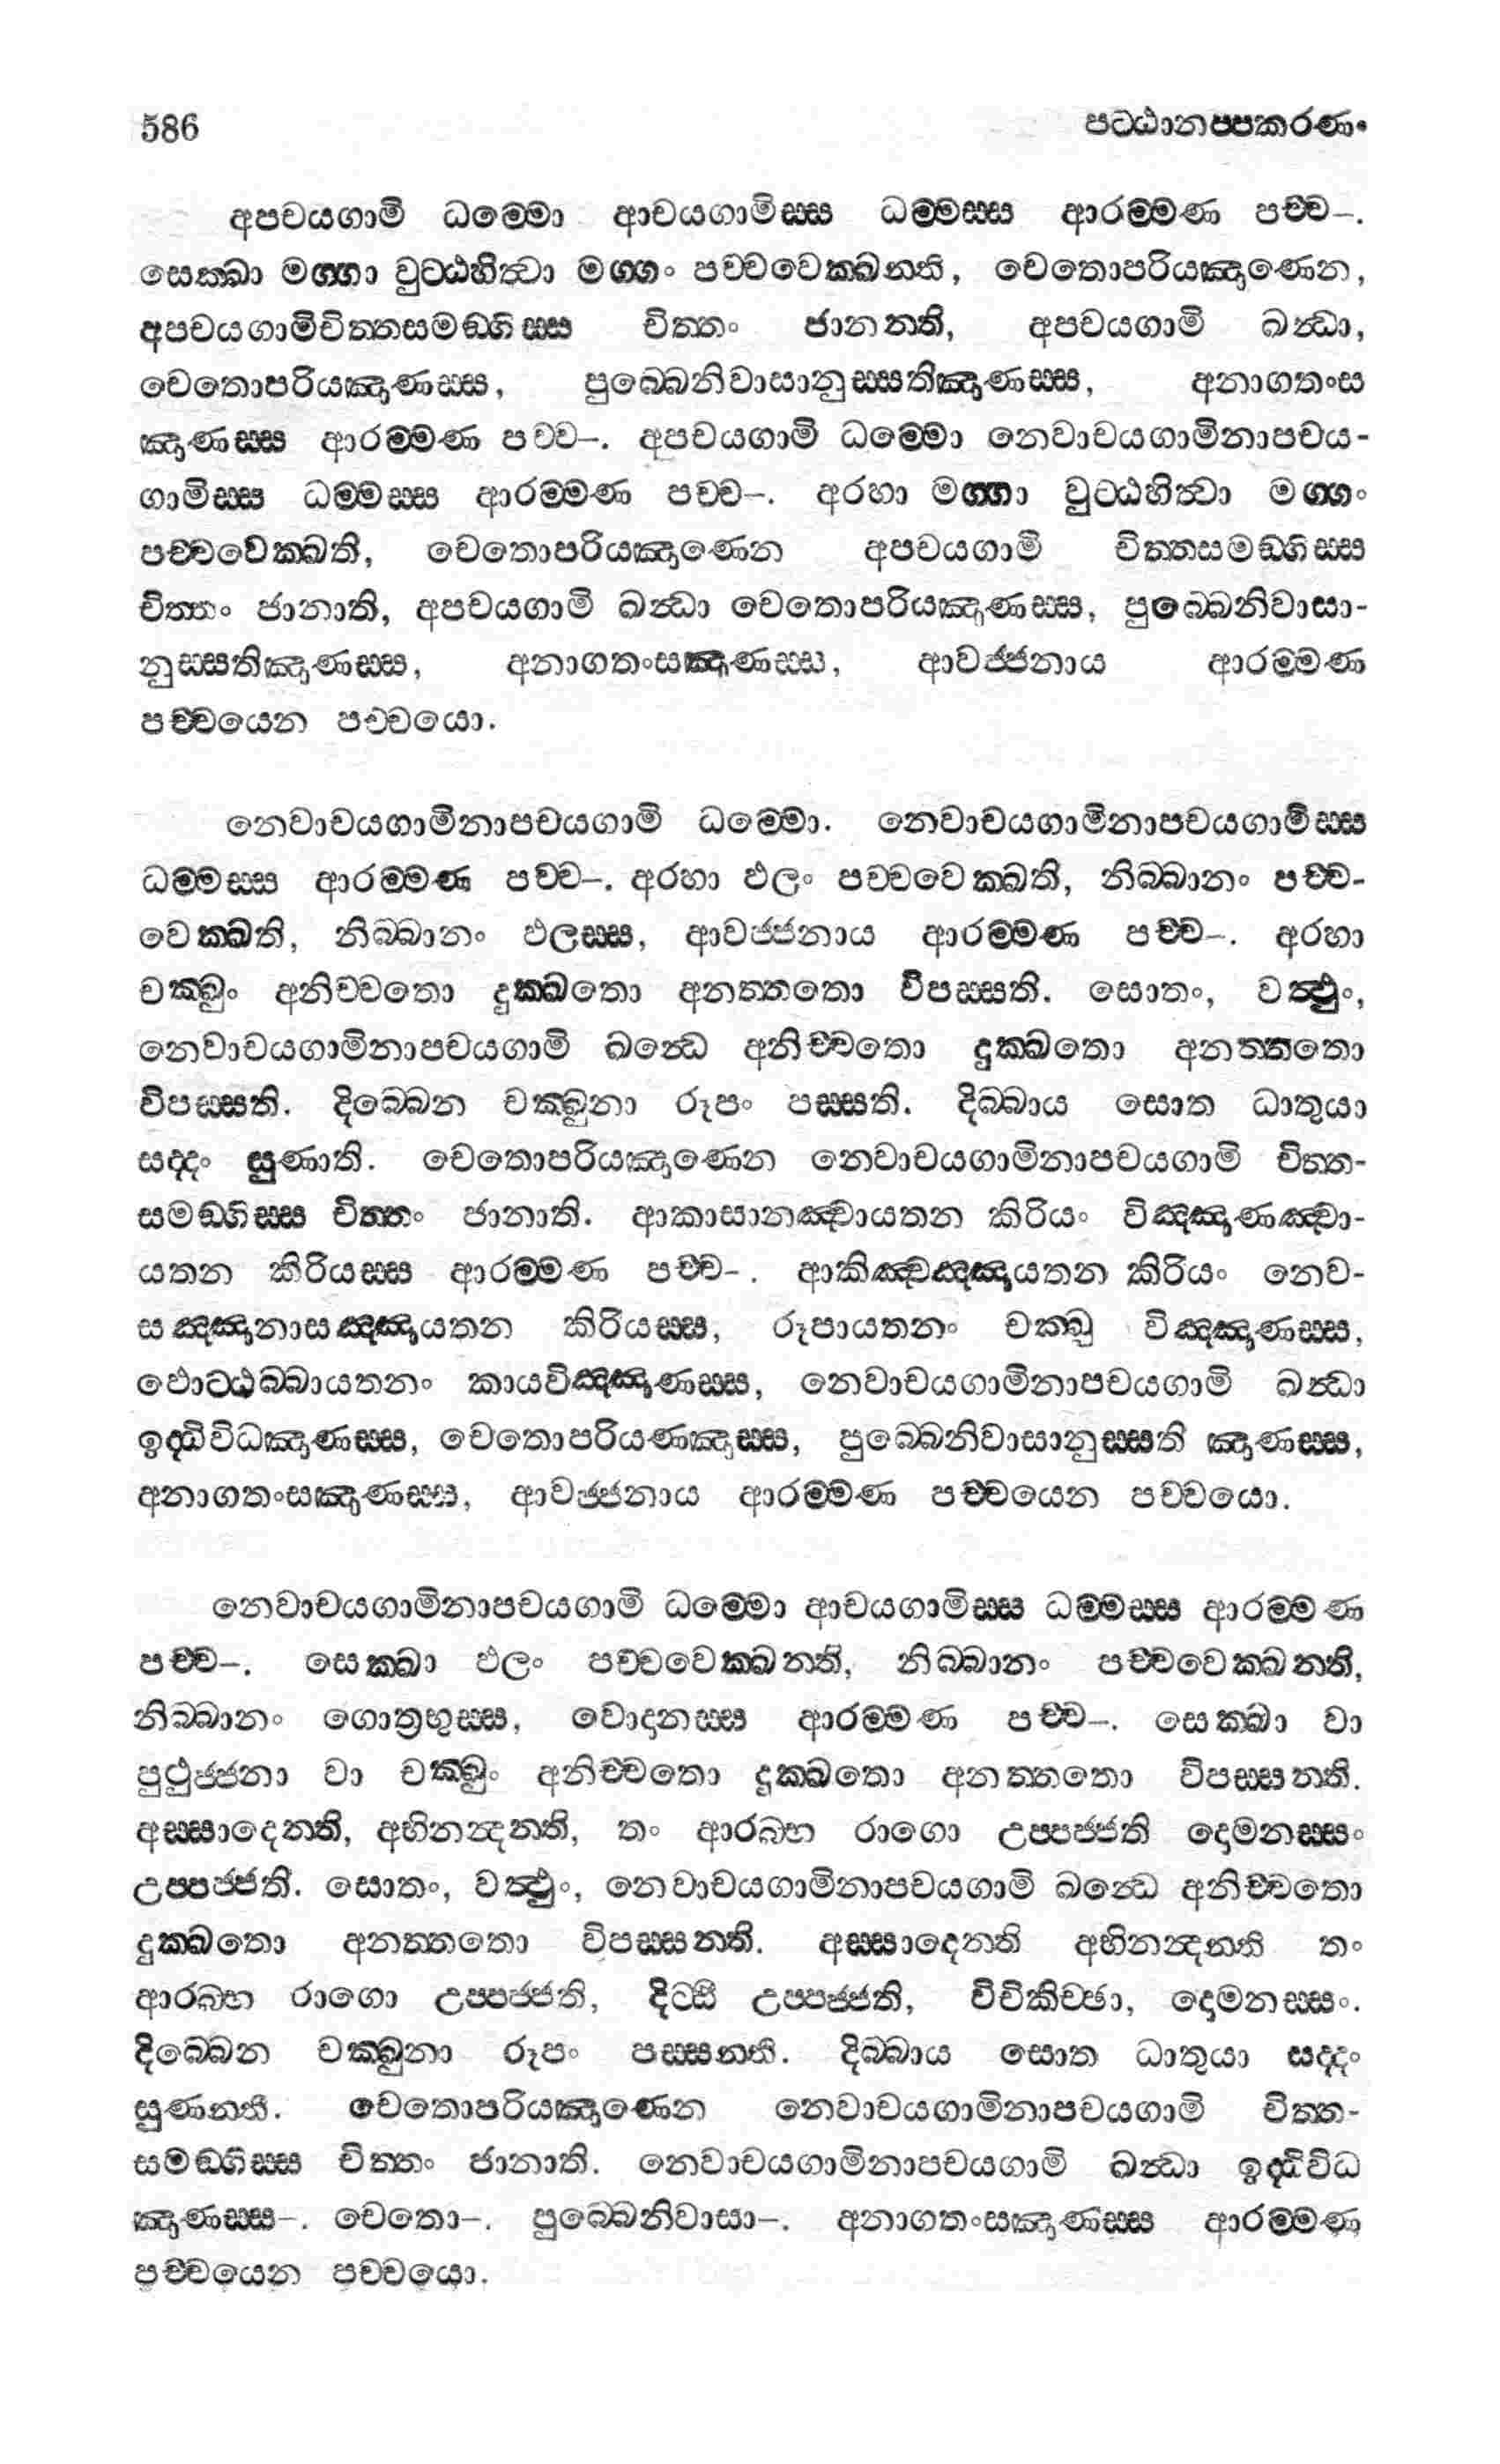 586
පට්ඨානප්පකරණං
අපචයගාමි ධම්මො ආචයගාමිස්ස ධම්මස්ස ආරම්මණ පච්ච–.
සෙක්ඛා මග්ගා වුට්ඨහිත්වා මග්ගං පච්චවෙක්ඛන්ති, චෙතොපරියඤාණෙන,
අපචයගාමිචිත්තසමඞ්ගිස්ස චිත්තං ජානන්ති, අපචයගාමි ඛන්ධා,
චෙතොපරියඤාණස්ස, පුබ්බෙනිවාසානුස්සතිඤාණස්ස, අනාගතංස
ඤාණස්ස ආරම්මණ පච්ච–. අපචයගාමි ධම්මො නෙවාචයගාමිනාපචය-
ගාමිස්ස ධම්මස්ස ආරම්මණ පච්ච–. අරහා මග්ගා වුට්ඨහිත්වා මග්ගං
පච්චවෙක්ඛති, චෙතොපරියඤාණෙන අපචයගාමි චිත්තසමඞ්ගිස්ස
චිත්තං ජානාති, අපචයගාමි ඛන්ධා චෙතොපරියඤාණස්ස, පුබ්බෙනිවාසා-
නුස්සතිඤාණස්ස, අනාගතංසඤාණස්ස, ආවජ්ජනාය ආරම්මණ
පච්චයෙන පච්චයො.
නෙවාචයගාමිනාපචයගාමි ධම්මො. නෙවාචයගාමිනාපචයගාමිස්ස
ධම්මස්ස ආරම්මණ පච්ච–. අරහා ඵලං පච්චවෙක්ඛති, නිබ්බානං පච්ච-
වෙක්ඛති, නිබ්බානං ඵලස්ස, ආවජ්ජනාය ආරම්මණ පච්ච–. අරහා
චක්ඛුං අනිච්චතො දුක්ඛතො අනත්තතො විපස්සති. සොතං, වත්ථුං,
නෙවාචයගාමිනාපචයගාමි ඛන්ධෙ අනිච්චතො දුක්ඛතො අනත්තතො
විපස්සති. දිබ්බෙන චක්ඛුනා රූපං පස්සති. දිබ්බාය සොත ධාතුයා
සද්දං සුණාති. චෙතොපරියඤාණෙන නෙවාචයගාමිනාපචයගාමි චිත්ත-
සමඞ්ගිස්ස චිත්තං ජානාති. ආකාසානඤ්චායතන කිරියං විඤ්ඤාණඤ්චා-
යතන කිරියස්ස ආරම්මණ පච්ච–. ආකිඤ්චඤ්ඤායතන කිරියං නෙව-
සඤ්ඤානාසඤ්ඤායතන කිරියස්ස, රූපායතනං චක්ඛු විඤ්ඤාණස්ස,
ඵොට්ඨබ්බායතනං කායවිඤ්ඤාණස්ස, නෙවාචයගාමිනාපචයගාමි ඛන්ධා
ඉද්ධිවිධඤාණස්ස, චෙතොපරියණඤාස්ස, පුබ්බෙනිවාසානුස්සති ඤාණස්ස,
අනාගතංසඤාණස්ස, ආවජ්ජනාය ආරම්මණ පච්චයෙන පච්චයො.
නෙවාචයගාමිනාපචයගාමි ධම්මො ආචයගාමිස්ස ධම්මස්ස ආරම්මණ
පච්ච–. සෙක්ඛා ඵලං පච්චවෙක්ඛන්ති, නිබ්බානං පච්චවෙක්ඛන්ති,
නිබ්බානං ගොත්‍රභුස්ස, වොදානස්ස ආරම්මණ පච්ච–. සෙක්ඛා වා
පුථුජ්ජනා වා චක්ඛුං අනිච්චතො දුක්ඛතො අනත්තතො විපස්සන්ති.
අස්සාදෙන්ති, අභිනන්දන්ති, තං ආරබ්භ රාගො උප්පජ්ජති දොමනස්සං
උප්පජ්ජති. සොතං, වත්ථුං, නෙවාචයගාමිනාපචයගාමි ඛන්ධෙ අනිච්චතො
දුක්ඛතො අනත්තතො විපස්සන්ති. අස්සාදෙන්ති අභිනන්දන්ති තං
ආරබ්භ රාගො උප්පජ්ජති, දිට්ඨි උප්පජ්ජති, විචිකිච්ඡා, දොමනස්සං.
දිබ්බෙන චක්ඛුනා රූපං පස්සන්ති. දිබ්බාය සොත ධාතුයා සද්දං
සුණන්ති. චෙතොපරියඤාණෙන නෙවාචයගාමිනාපචයගාමි චිත්ත-
සමඞ්ගිස්ස චිත්තං ජානාති. නෙවාචයගාමිනාපචයගාමි ඛන්ධා ඉද්ධිවිධ
ඤාණස්ස–. චෙතො–. පුබ්බෙනිවාසා–. අනාගතංසඤාණස්ස ආරම්මණ
පච්චයෙන පච්චයො.